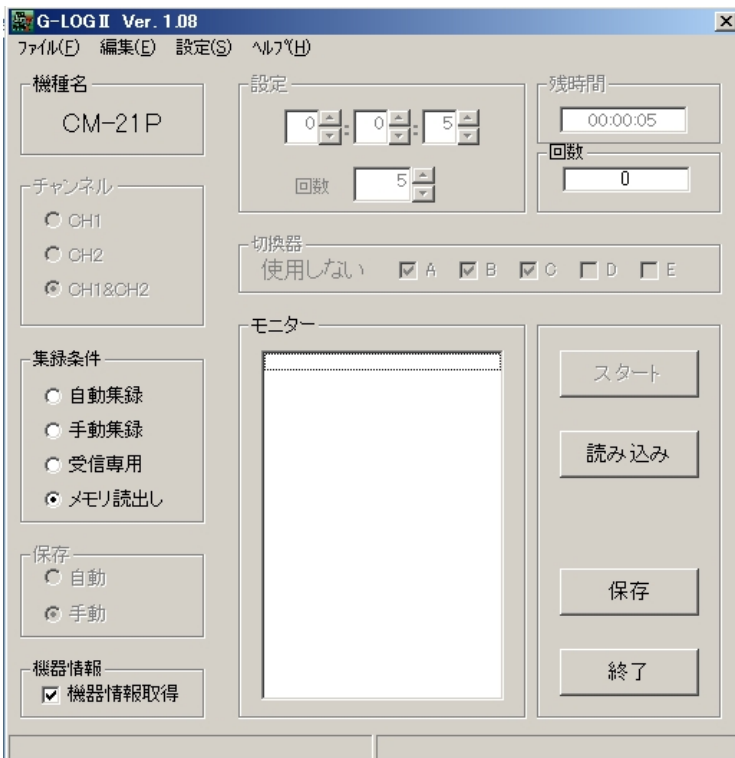 G-LOGⅡ Ver. 1.08
ﾌｧｲﾙ(F) 編集(E) 設定(S) ﾍﾙﾌﾟ(H)
機種名
CM-21P
チャンネル
CH1
CH2
CH1&CH2
集録条件
自動集録
手動集録
受信専用
メモリ読出し
保存
自動
手動
機器情報
機器情報取得
設定
0 : 0 : 5
回数 5
残時間
00:00:05
回数
0
切換器
使用しない A B C D E
モニター
スタート
読み込み
保存
終了